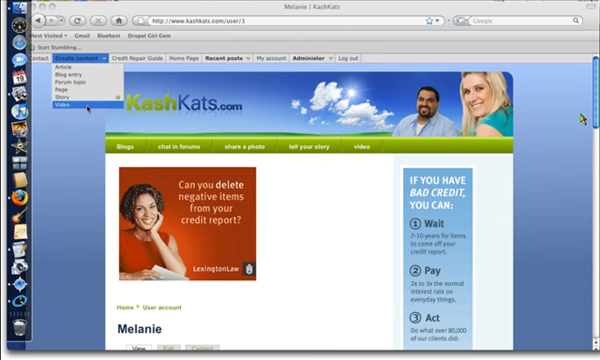 Melanie | KashKats
http://www.kashkats.com/user/3
Google
Most Visited Gmail Bluehost Drupal Girl Cam
Start Stumbling...
Contact Create content Credit Repair Guide Home Page Recent posts My account Administer Log out
Article
Blog entry
Forum topic
Page
Story
Video
KashKats.com
Blogs chat in forums share a photo tell your story video
Can you delete
negative items
from your
credit report?
LEXINGTONLAW
IF YOU HAVE
BAD CREDIT,
YOU CAN:
1 Wait
7-10 years for items
to come off your
credit report.
2 Pay
2x to 3x the normal
interest rate on
everyday things.
3 Act
Do what over 80,000
of our clients did:
Home User account
Melanie
View Edit Contact